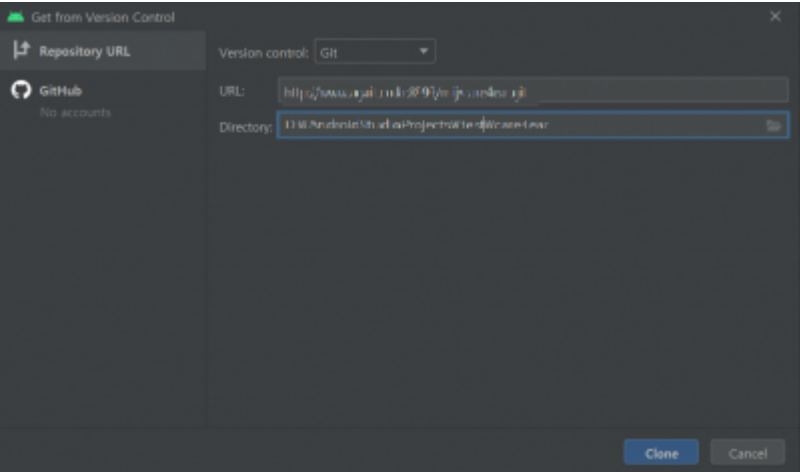 Get from Version Control
Repository URL
Version control: Git
GitHub
No accounts
URL:
Directory:
Clone
Cancel